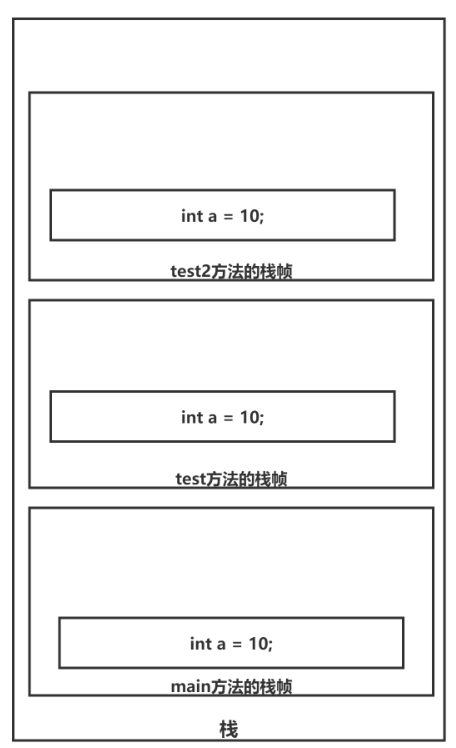 int a = 10;
test2方法的栈帧
int a = 10;
test方法的栈帧
int a = 10;
main方法的栈帧
栈